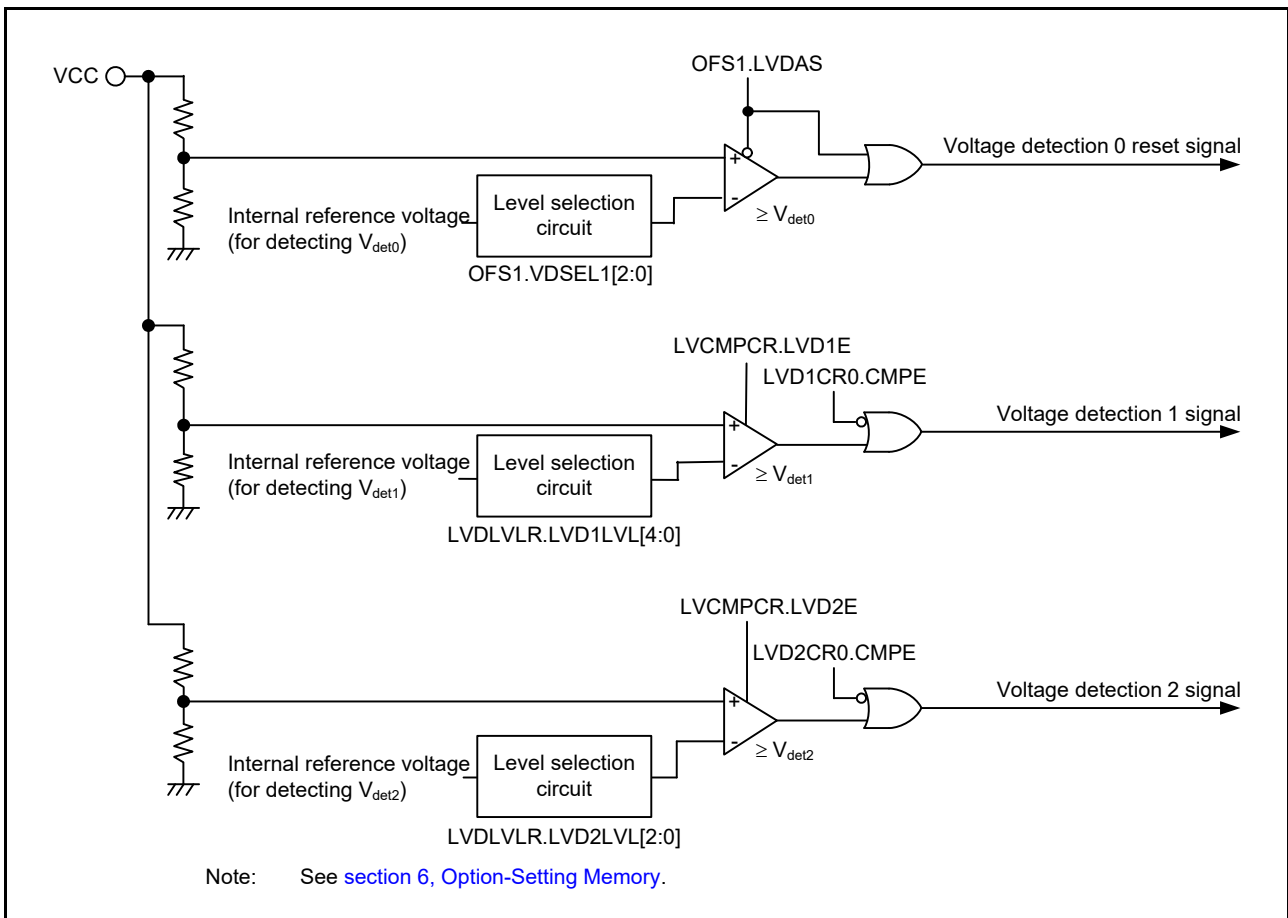 OFS1.LVDAS
VCC
Voltage detection 0 reset signal
+
-
Level selection
circuit
Internal reference voltage
(for detecting Vdet0)
≥ Vdet0
OFS1.VDSEL1[2:0]
LVCMPCR.LVD1E
LVD1CR0.CMPE
Voltage detection 1 signal
+
-
Level selection
circuit
Internal reference voltage
(for detecting Vdet1)
≥ Vdet1
LVDLVLR.LVD1LVL[4:0]
LVCMPCR.LVD2E
LVD2CR0.CMPE
Voltage detection 2 signal
+
-
Level selection
circuit
Internal reference voltage
(for detecting Vdet2)
≥ Vdet2
LVDLVLR.LVD2LVL[2:0]
Note: See section 6, Option-Setting Memory.